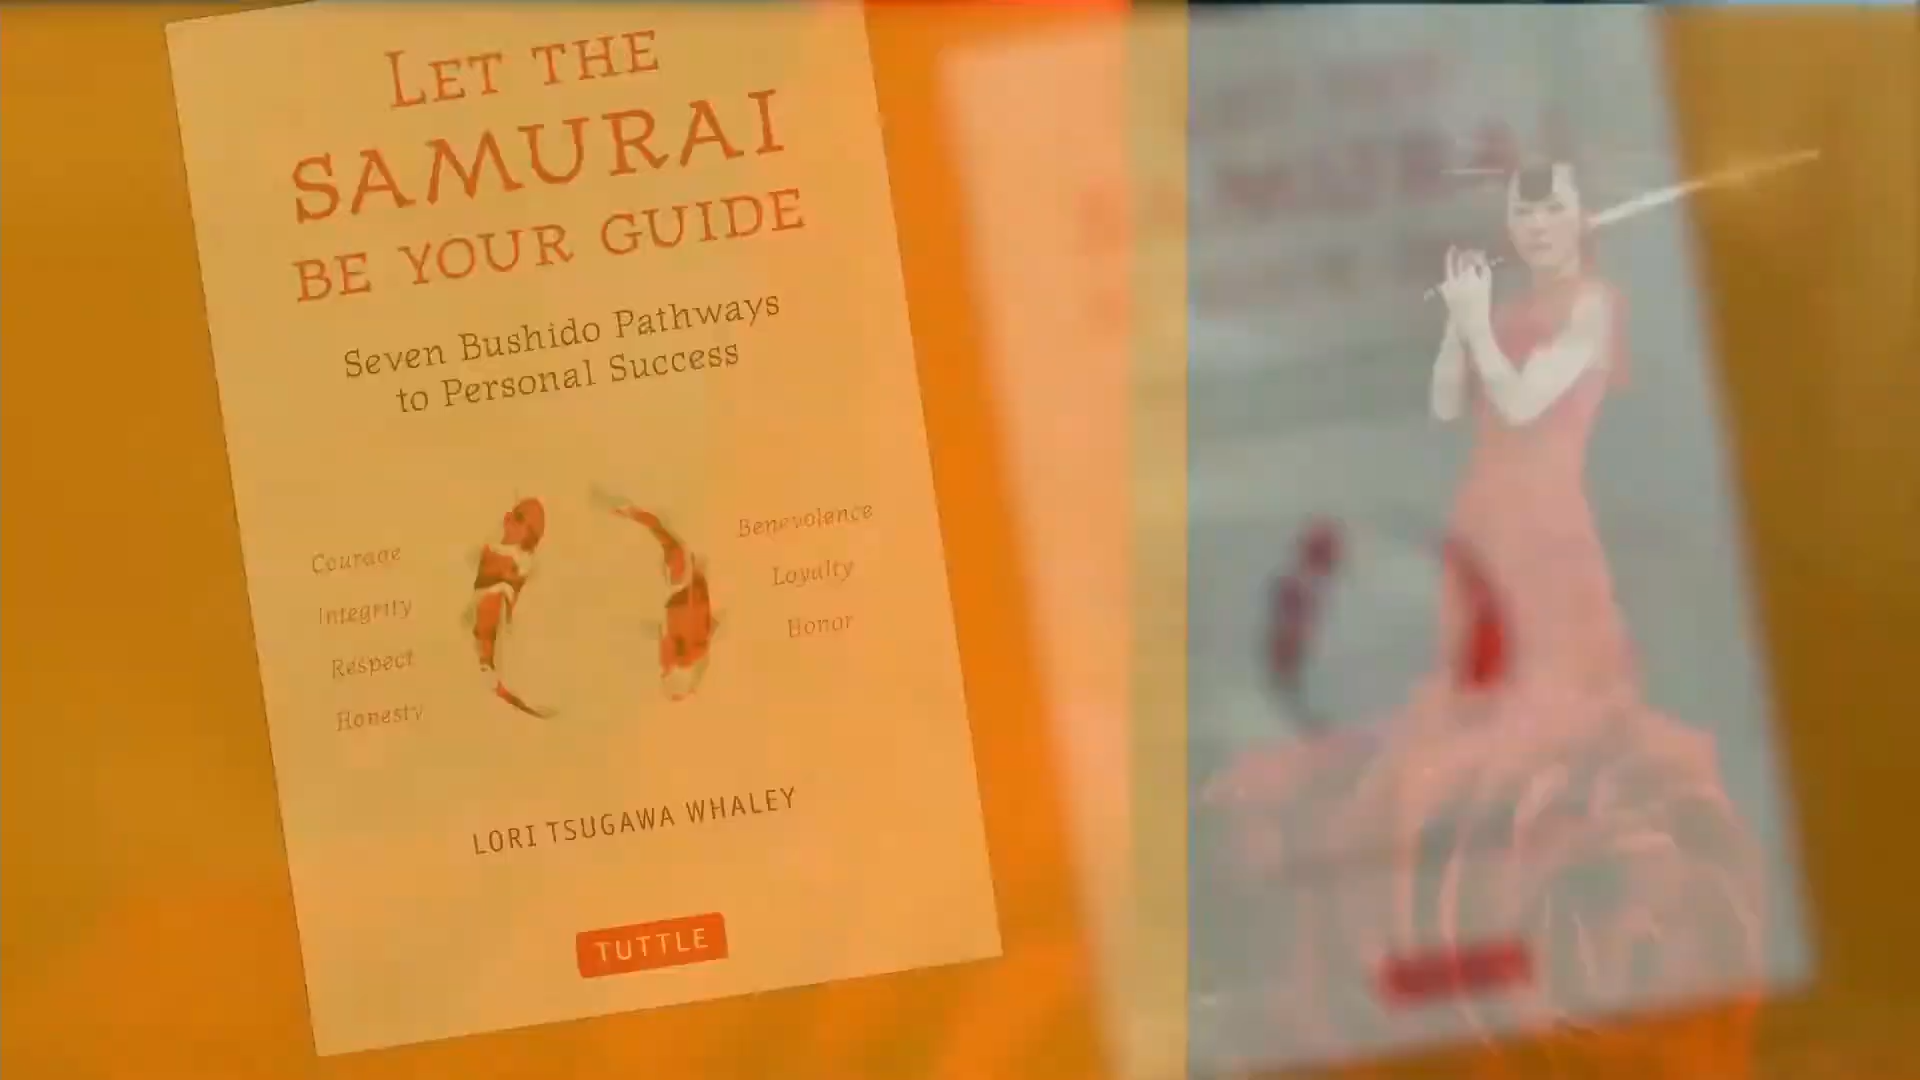 LET THE
SAMURAI
BE YOUR GUIDE
Seven Bushido Pathways
to Personal Success
Courage
Integrity
Respect
Honesty
Benevolence
Loyalty
Honor
LORI TSUGAWA WHALEY
TUTTLE